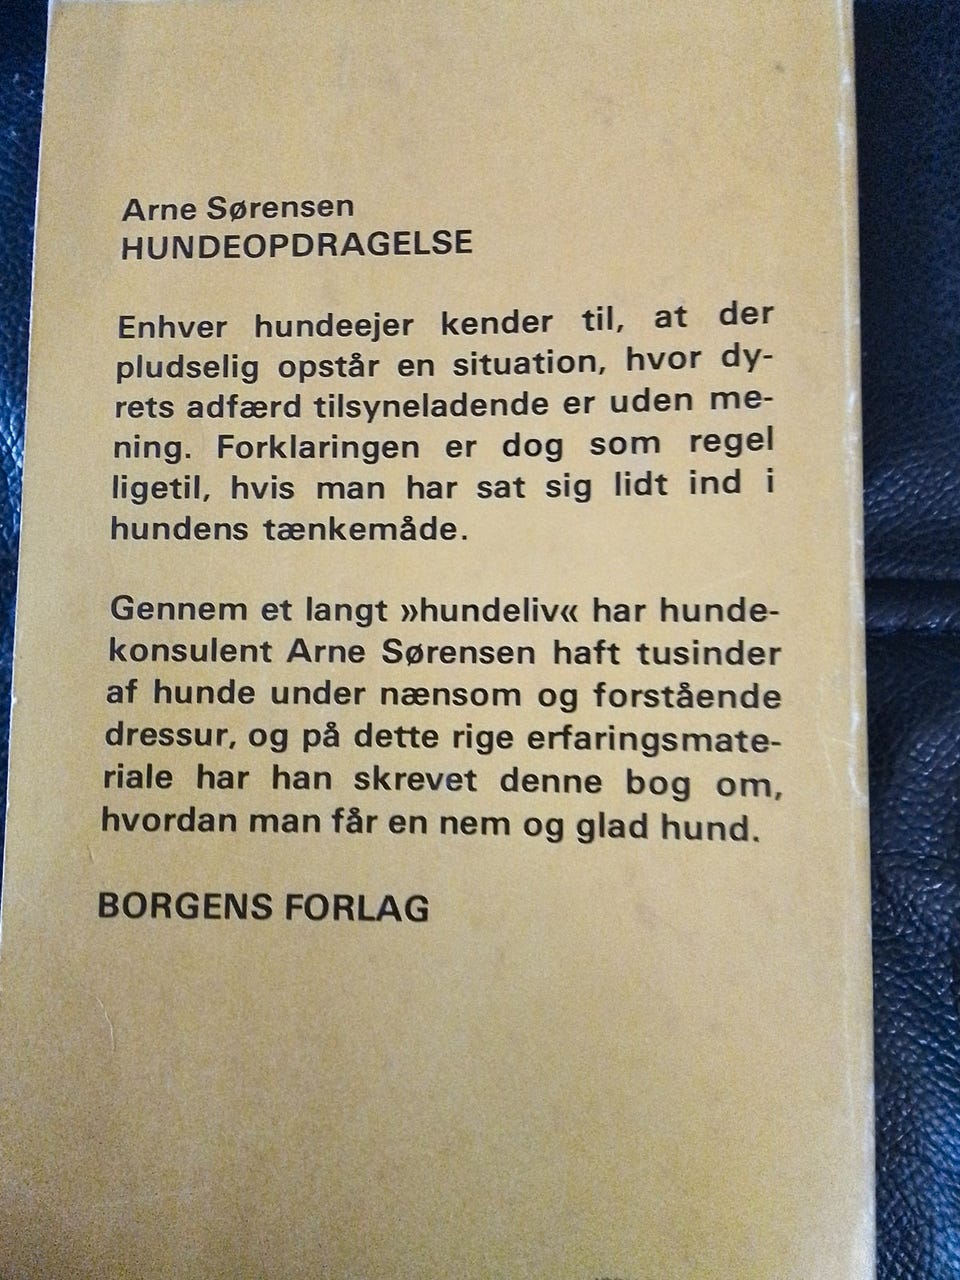 Arne Sørensen
HUNDEOPDRAGELSE
Enhver hundeejer kender til, at der
pludselig opstår en situation, hvor dy-
rets adfærd tilsyneladende er uden me-
ning. Forklaringen er dog som regel
ligetil, hvis man har sat sig lidt ind i
hundens tænkemåde.
Gennem et langt »hundeliv« har hunde-
konsulent Arne Sørensen haft tusinder
af hunde under nænsom og forstående
dressur, og på dette rige erfaringsmate-
riale har han skrevet denne bog om,
hvordan man får en nem og glad hund.
BORGENS FORLAG